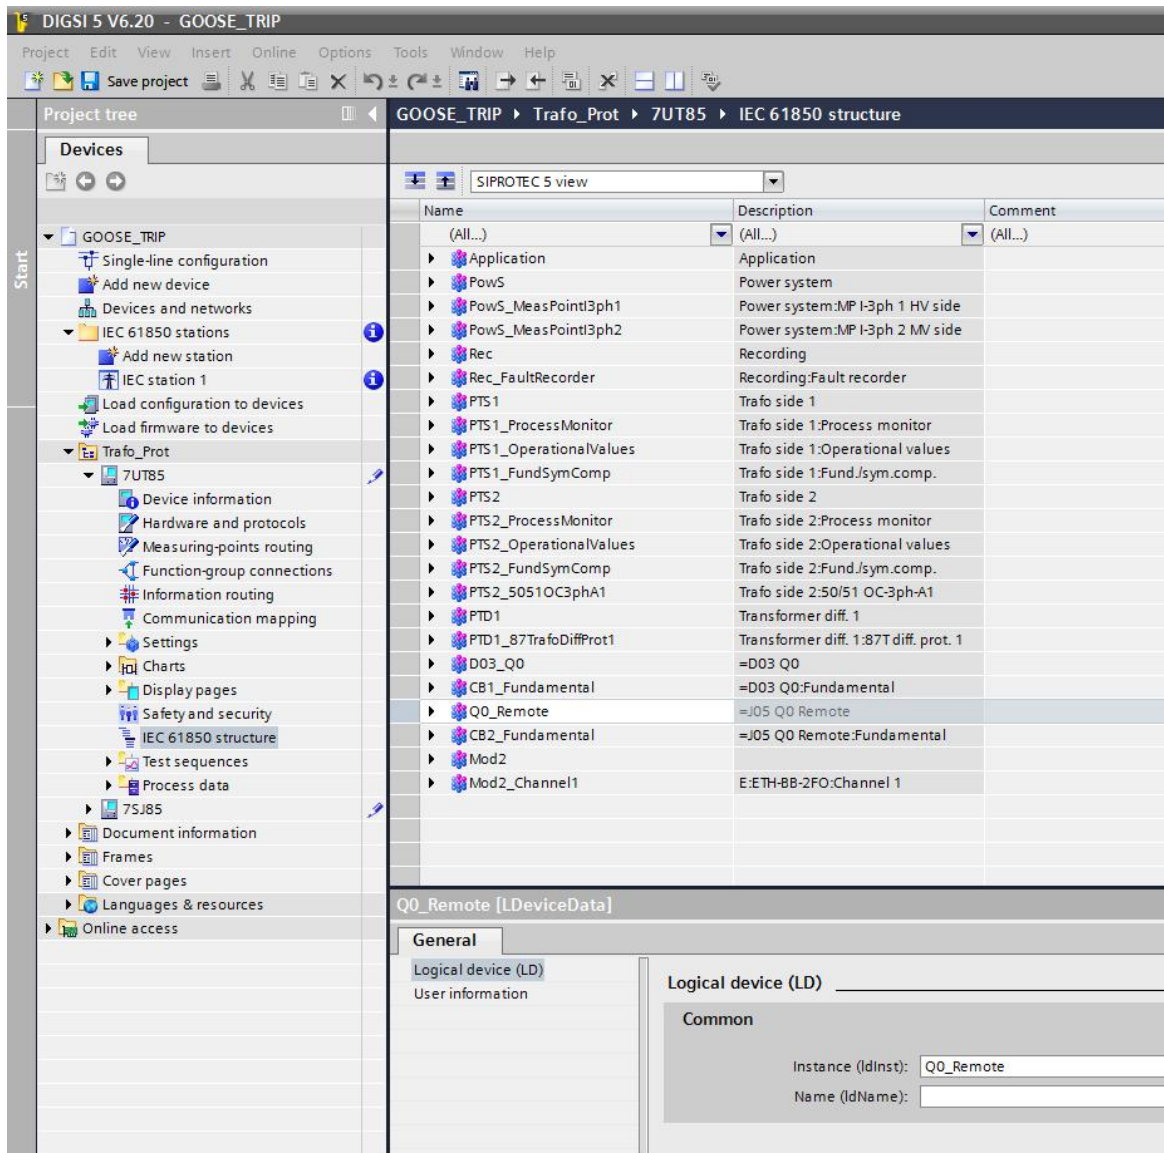 DIGSI 5 V6.20 - GOOSE_TRIP
Project Edit View Insert Online Options Tools Window Help
Save project
Project tree
GOOSE_TRIP Trafo_Prot 7UT85 IEC 61850 structure
Devices
SIPROTEC 5 view
Name Description Comment
(All...) (All...) (All...)
Start
GOOSE_TRIP
Single-line configuration
Add new device
Devices and networks
IEC 61850 stations
Add new station
IEC station 1
Load configuration to devices
Load firmware to devices
Trafo_Prot
7UT85
Device information
Hardware and protocols
Measuring-points routing
Function-group connections
Information routing
Communication mapping
Settings
Charts
Display pages
Safety and security
IEC 61850 structure
Test sequences
Process data
7SJ85
Document information
Frames
Cover pages
Languages & resources
Online access
Application Application
PowS Power system
PowS_MeasPointI3ph1 Power system:MP I-3ph 1 HV side
PowS_MeasPointI3ph2 Power system:MP I-3ph 2 MV side
Rec Recording
Rec_FaultRecorder Recording:Fault recorder
PTS1 Trafo side 1
PTS1_ProcessMonitor Trafo side 1:Process monitor
PTS1_OperationalValues Trafo side 1:Operational values
PTS1_FundSymComp Trafo side 1:Fund./sym.comp.
PTS2 Trafo side 2
PTS2_ProcessMonitor Trafo side 2:Process monitor
PTS2_OperationalValues Trafo side 2:Operational values
PTS2_FundSymComp Trafo side 2:Fund./sym.comp.
PTS2_5051OC3phA1 Trafo side 2:50/51 OC-3ph-A1
PTD1 Transformer diff. 1
PTD1_87TrafoDiffProt1 Transformer diff. 1:87T diff. prot. 1
D03_Q0 =D03 Q0
CB1_Fundamental =D03 Q0:Fundamental
Q0_Remote =J05 Q0 Remote
CB2_Fundamental =J05 Q0 Remote:Fundamental
Mod2
Mod2_Channel1 E:ETH-BB-2FO:Channel 1
Q0_Remote [LDeviceData]
General
Logical device (LD)
User information
Logical device (LD)
Common
Instance (ldInst): Q0_Remote
Name (ldName):